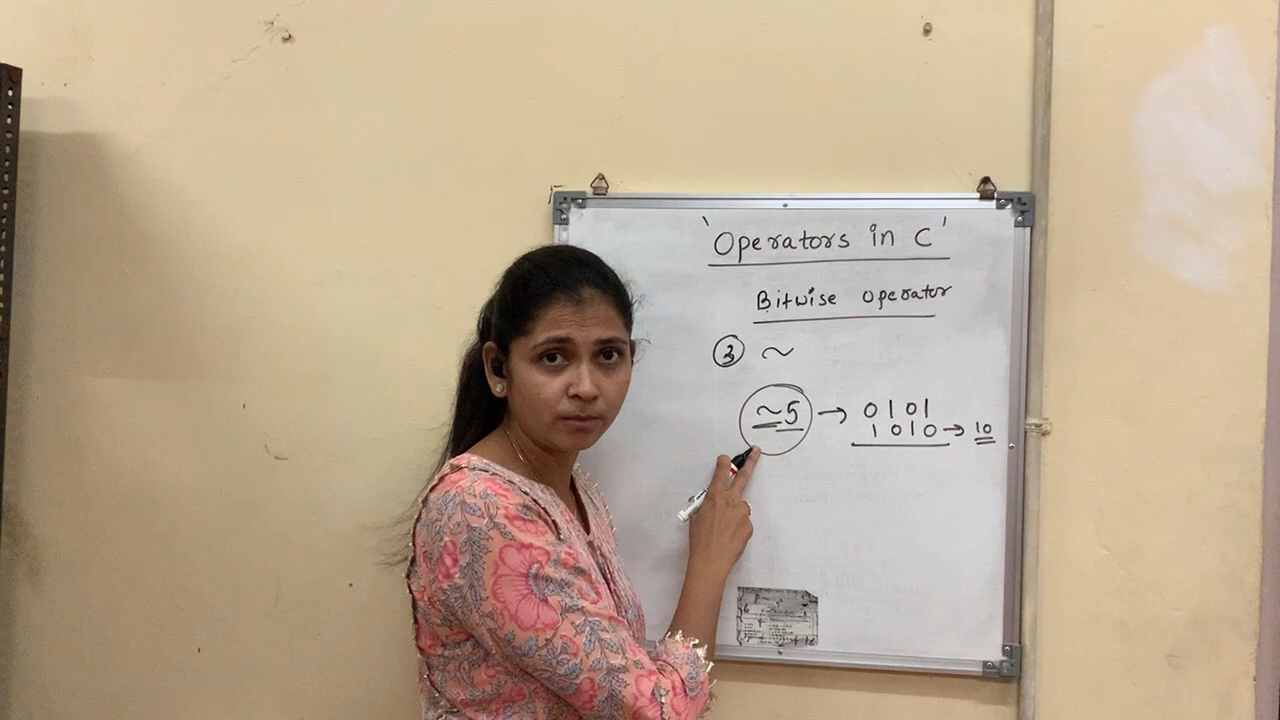 'Operators in C'
Bitwise operator
3 ~
~5 → 0101
1010 → 10